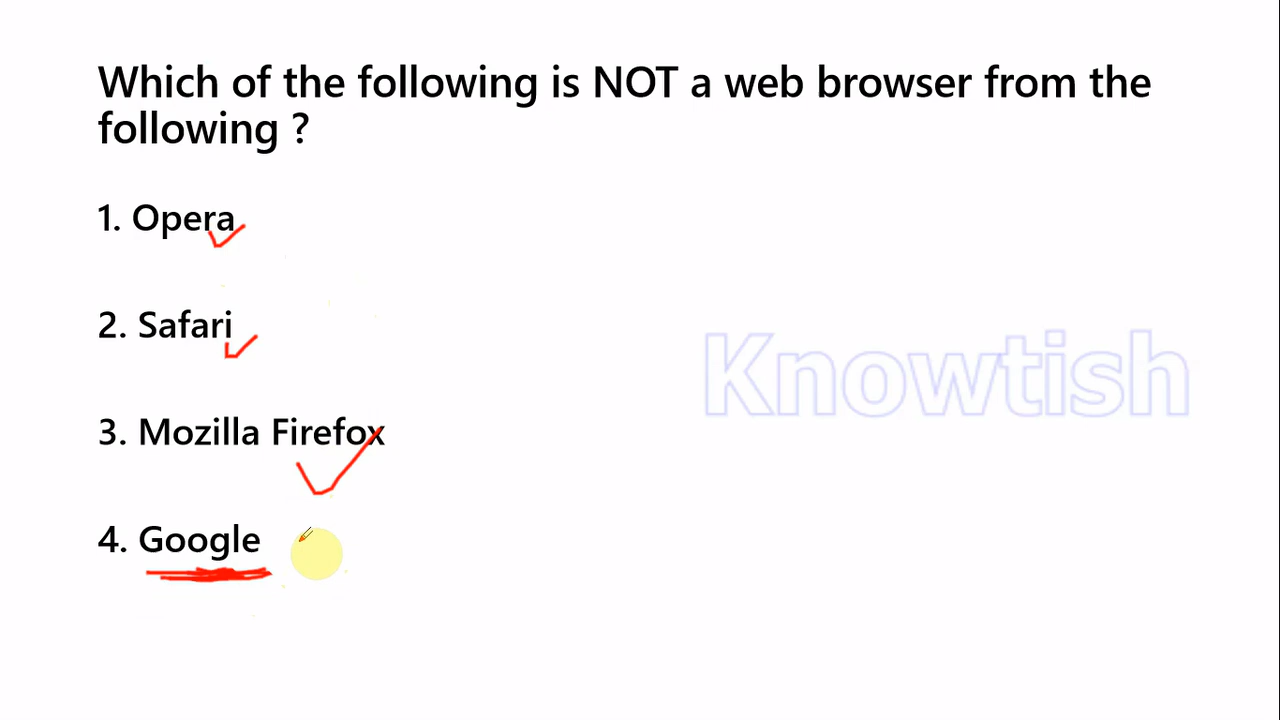 Which of the following is NOT a web browser from the
following ?
1. Opera
2. Safari
3. Mozilla Firefox
4. Google
Knowtish